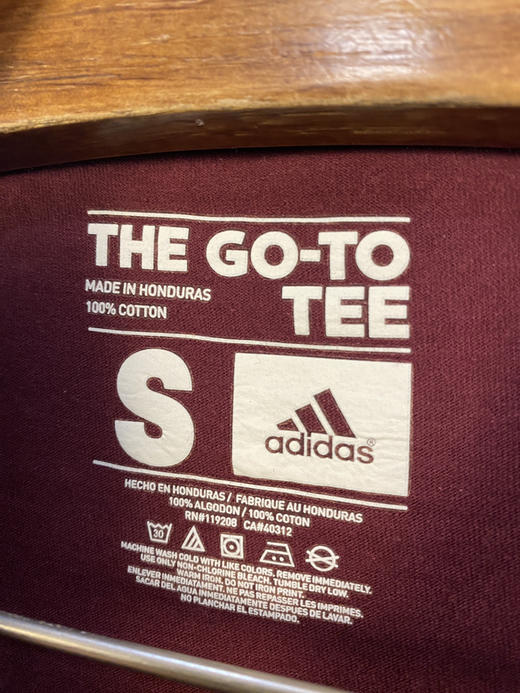 THE GO-TO
TEE
MADE IN HONDURAS
100% COTTON
S
adidas®
HECHO EN HONDURAS / FABRIQUE AU HONDURAS
100% ALGODON / 100% COTON
RN#119208 CA#40312
30
MACHINE WASH COLD WITH LIKE COLORS. REMOVE IMMEDIATELY.
USE ONLY NON-CHLORINE BLEACH. TUMBLE DRY LOW.
WARM IRON. DO NOT IRON PRINT.
ENLEVER IMMEDIATAMENT. NE PAS REPASSER LES IMPRIMES.
SACAR DEL AGUA INMEDIATAMENTE DESPUES DE LAVAR.
NO PLANCHAR EL ESTAMPADO.